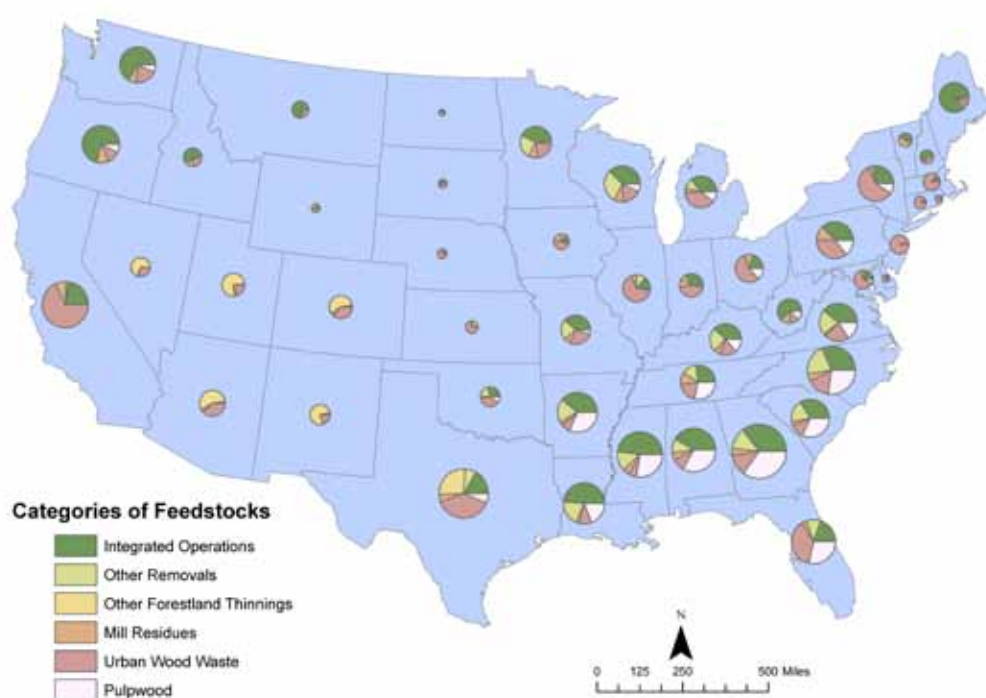 Categories of Feedstocks
Integrated Operations
Other Removals
Other Forestland Thinnings
Mill Residues
Urban Wood Waste
Pulpwood
N
0 125 250 500 Miles